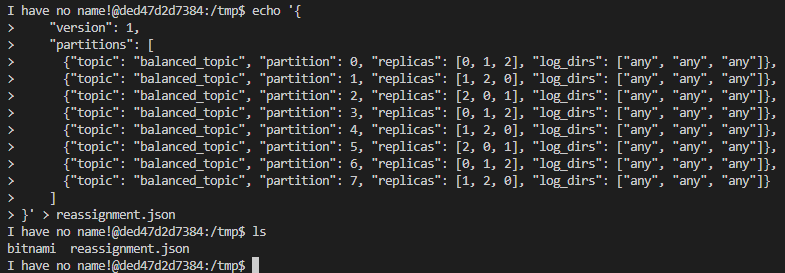 I have no name!@ded47d2d7384:/tmp$ echo '{
>     "version": 1,
>     "partitions": [
>       {"topic": "balanced_topic", "partition": 0, "replicas": [0, 1, 2], "log_dirs": ["any", "any", "any"]},
>       {"topic": "balanced_topic", "partition": 1, "replicas": [1, 2, 0], "log_dirs": ["any", "any", "any"]},
>       {"topic": "balanced_topic", "partition": 2, "replicas": [2, 0, 1], "log_dirs": ["any", "any", "any"]},
>       {"topic": "balanced_topic", "partition": 3, "replicas": [0, 1, 2], "log_dirs": ["any", "any", "any"]},
>       {"topic": "balanced_topic", "partition": 4, "replicas": [1, 2, 0], "log_dirs": ["any", "any", "any"]},
>       {"topic": "balanced_topic", "partition": 5, "replicas": [2, 0, 1], "log_dirs": ["any", "any", "any"]},
>       {"topic": "balanced_topic", "partition": 6, "replicas": [0, 1, 2], "log_dirs": ["any", "any", "any"]},
>       {"topic": "balanced_topic", "partition": 7, "replicas": [1, 2, 0], "log_dirs": ["any", "any", "any"]}
>     ]
> }' > reassignment.json
I have no name!@ded47d2d7384:/tmp$ ls
bitnami  reassignment.json
I have no name!@ded47d2d7384:/tmp$